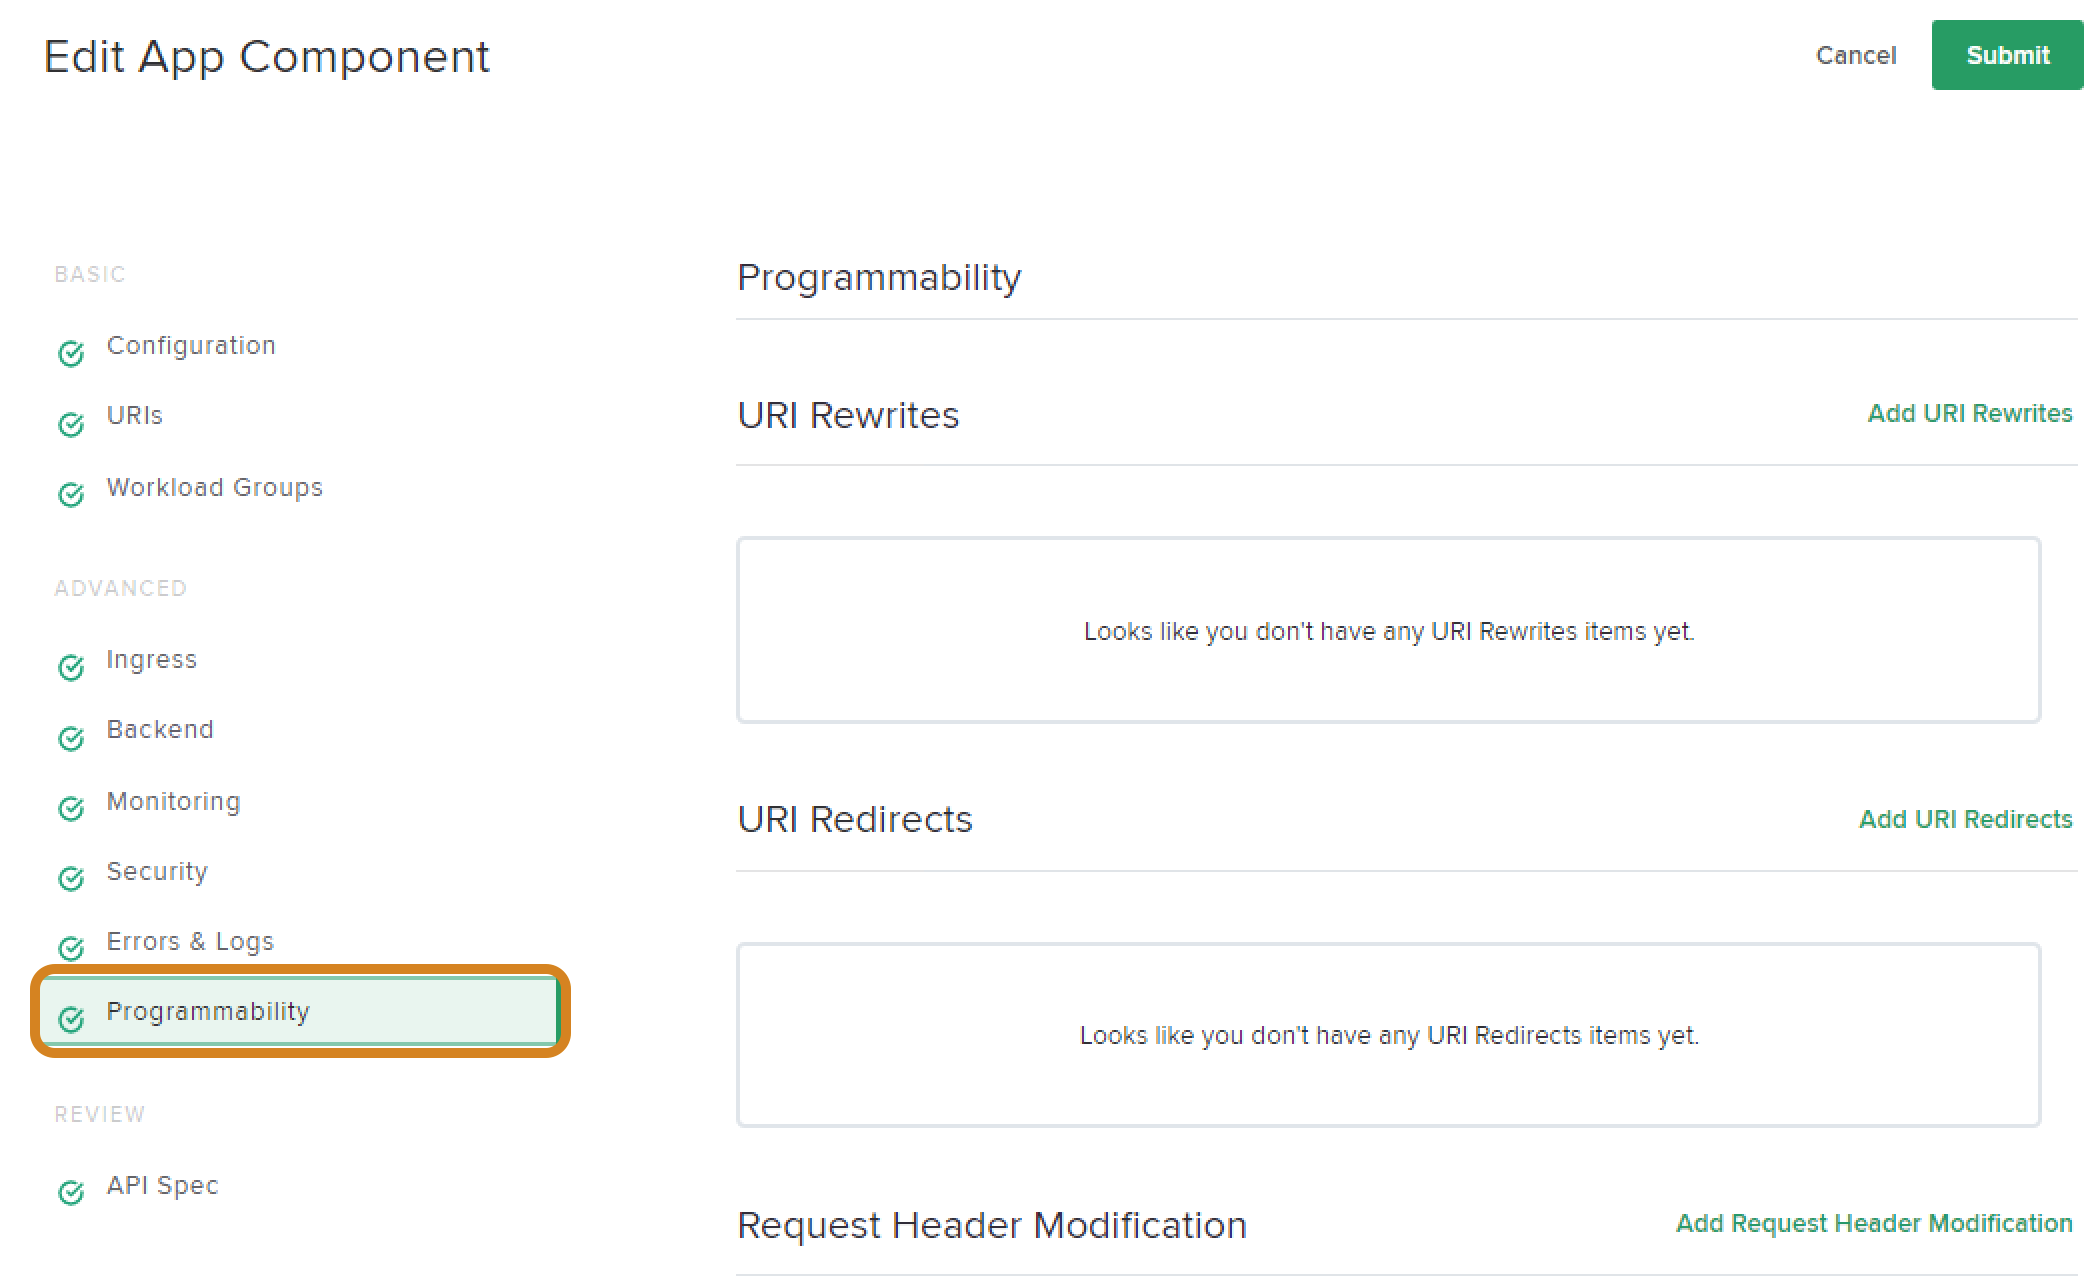 Edit App Component
Cancel
Submit
BASIC
Configuration
URIs
Workload Groups
ADVANCED
Ingress
Backend
Monitoring
Security
Errors & Logs
Programmability
REVIEW
API Spec
Programmability
URI Rewrites
Add URI Rewrites
Looks like you don't have any URI Rewrites items yet.
URI Redirects
Add URI Redirects
Looks like you don't have any URI Redirects items yet.
Request Header Modification
Add Request Header Modification